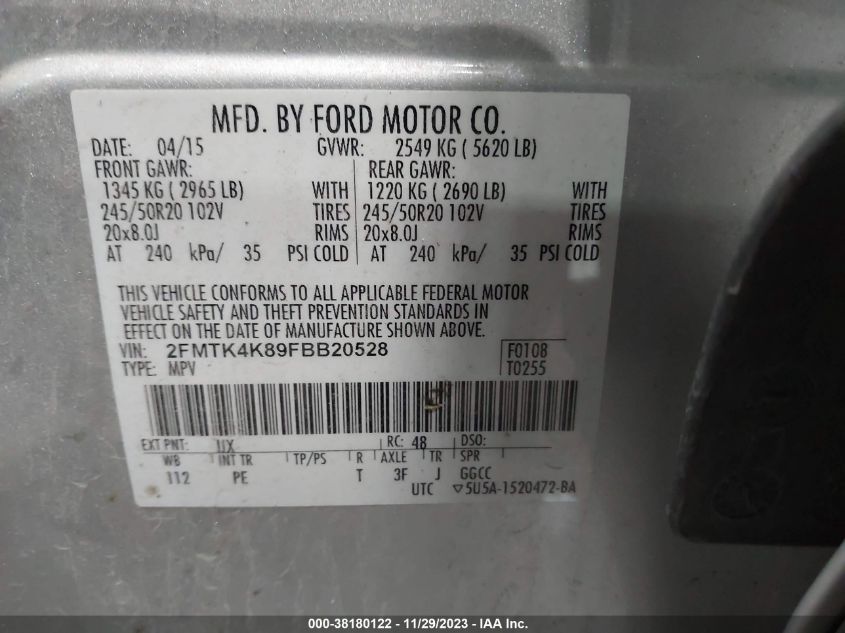 MFD. BY FORD MOTOR CO.
DATE: 04/15 GVWR: 2549 KG ( 5620 LB)
FRONT GAWR: REAR GAWR:
1345 KG ( 2965 LB) WITH 1220 KG ( 2690 LB) WITH
245/50R20 102V TIRES 245/50R20 102V TIRES
20x8.0J RIMS 20x8.0J RIMS
AT 240 kPa/ 35 PSI COLD AT 240 kPa/ 35 PSI COLD
THIS VEHICLE CONFORMS TO ALL APPLICABLE FEDERAL MOTOR
VEHICLE SAFETY AND THEFT PREVENTION STANDARDS IN
EFFECT ON THE DATE OF MANUFACTURE SHOWN ABOVE.
VIN: 2FMTK4K89FBB20528 F0108
TYPE: MPV T0255
EXT PNT: UX RC: 48 DSO:
WB INT TR TP/PS R AXLE TR SPR
112 PE T 3F J GGCC
UTC ▽5U5A-1520472-BA
000-38180122 - 11/29/2023 - IAA Inc.